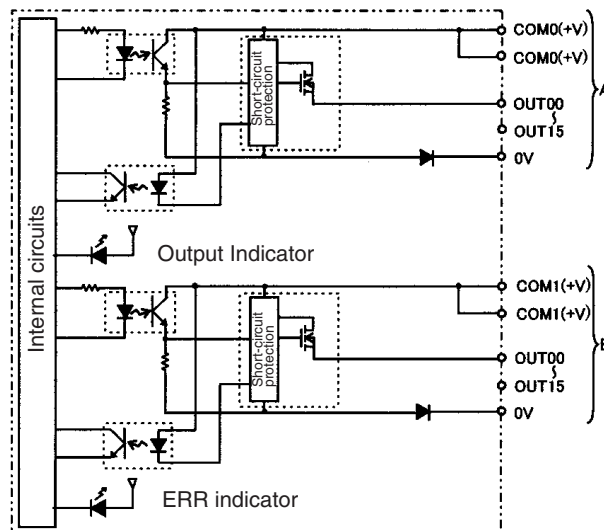 COM0(+V)
COM0(+V)
OUT00
OUT15
0V
A
Short-circuit
protection
Internal circuits
Output Indicator
COM1(+V)
COM1(+V)
OUT00
OUT15
0V
B
Short-circuit
protection
ERR indicator